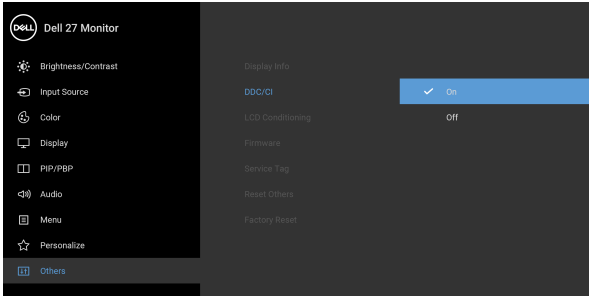 DELL Dell 27 Monitor
Brightness/Contrast
Input Source
Color
Display
PIP/PBP
Audio
Menu
Personalize
Others
Display Info
DDC/CI
LCD Conditioning
Firmware
Service Tag
Reset Others
Factory Reset
On
Off